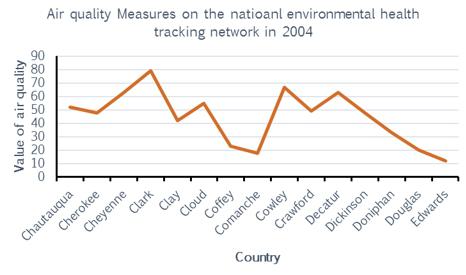 Air quality Measures on the natioanl environmental health
tracking network in 2004
Value of air quality
90
80
70
60
50
40
30
20
10
0
Chautauqua
Cherokee
Cheyenne
Clark
Clay
Cloud
Coffey
Comanche
Cowley
Crawford
Decatur
Dickinson
Doniphan
Douglas
Edwards
Country